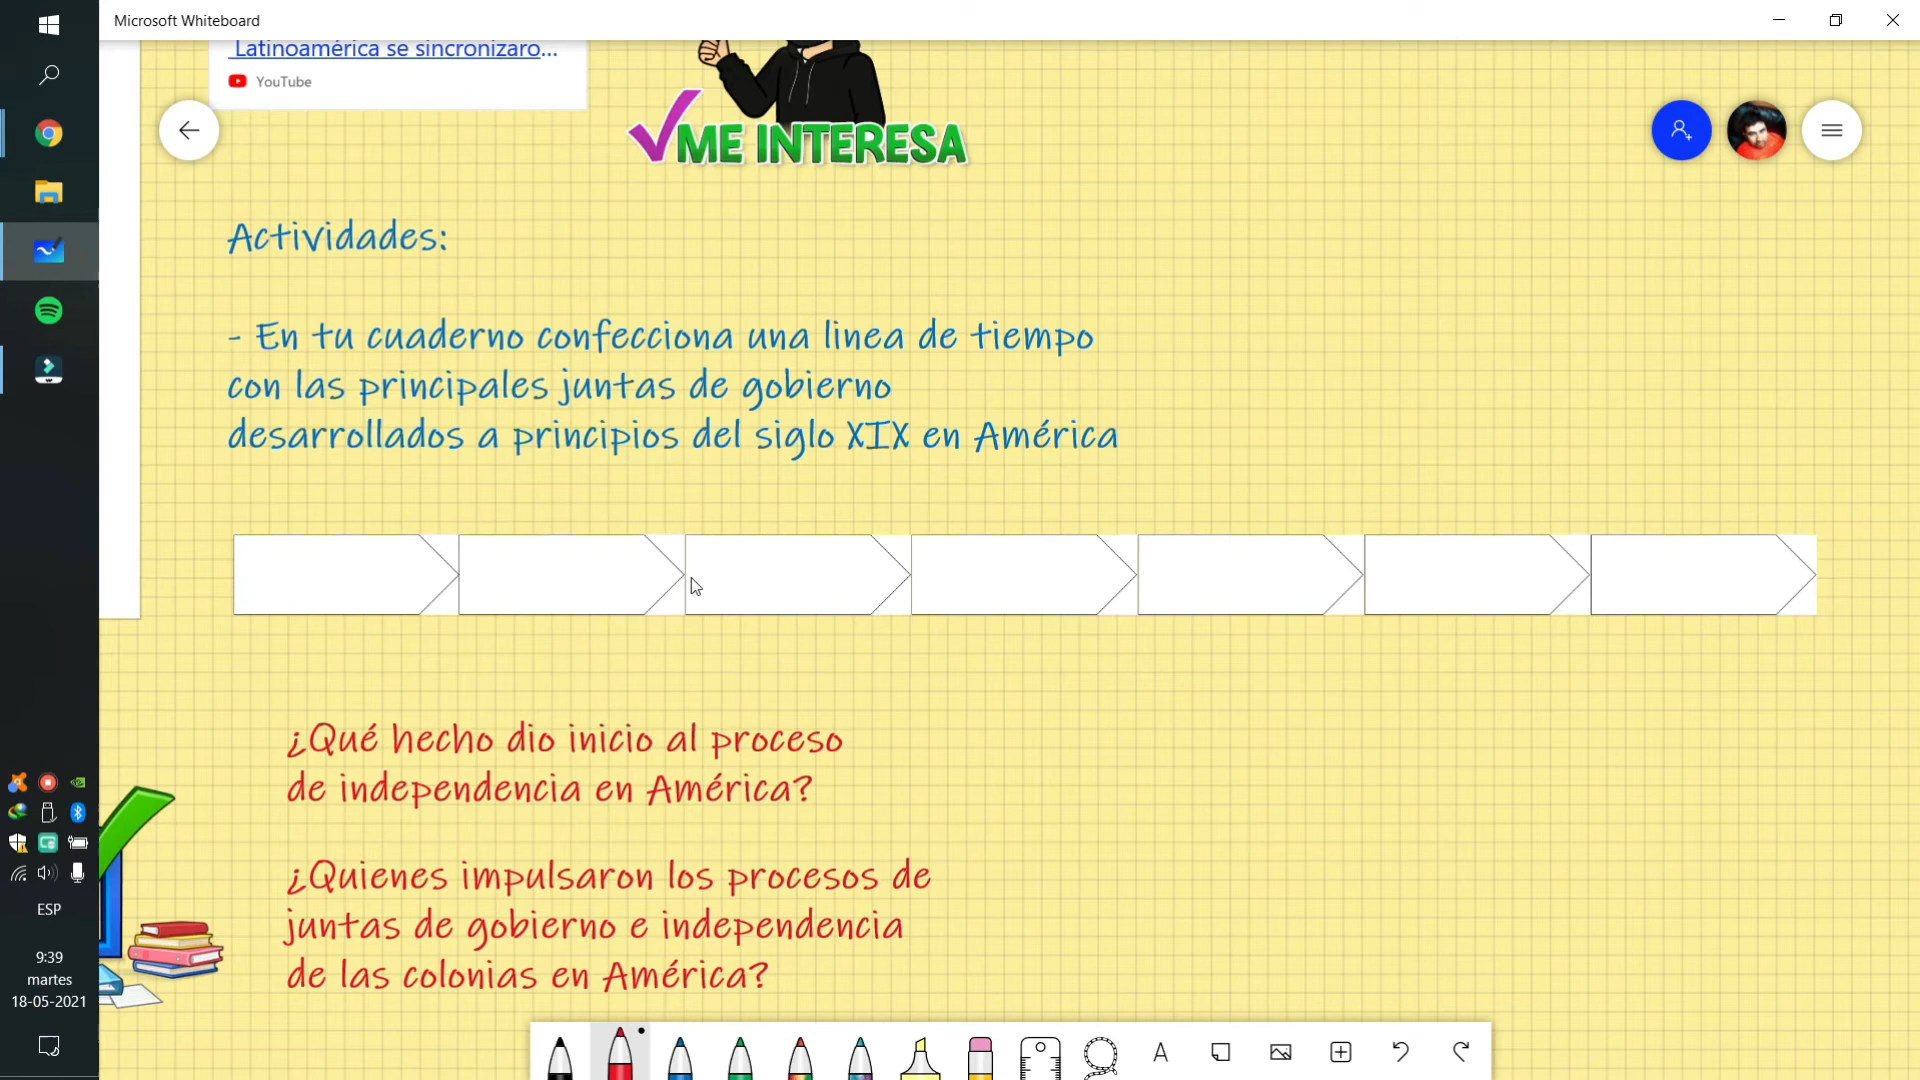 Microsoft Whiteboard
Latinoamérica se sincronizaro...
YouTube
ME INTERESA
Actividades:
- En tu cuaderno confecciona una linea de tiempo
con las principales juntas de gobierno
desarrollados a principios del siglo XIX en América
¿Qué hecho dio inicio al proceso
de independencia en América?
¿Quienes impulsaron los procesos de
juntas de gobierno e independencia
de las colonias en América?
ESP
9:39
martes
18-05-2021